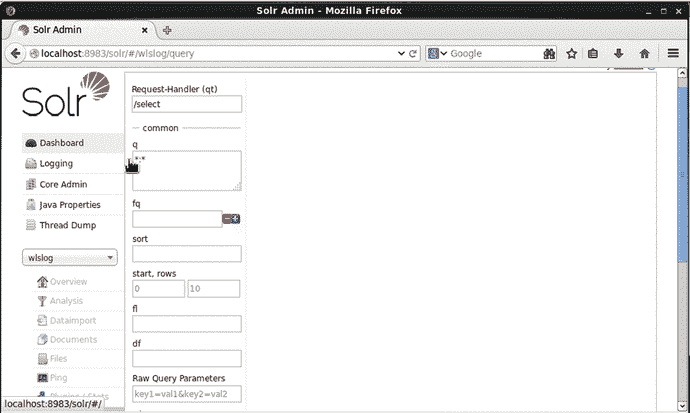 Solr Admin - Mozilla Firefox
Solr Admin
localhost:8983/solr/#/wlslog/query
Google
Solr
Dashboard
Logging
Core Admin
Java Properties
Thread Dump
wlslog
Overview
Analysis
Dataimport
Documents
Files
Ping
Request-Handler (qt)
/select
common
q
*:*
fq
sort
start, rows
0 10
fl
df
Raw Query Parameters
key1=val1&key2=val2
localhost:8983/solr/#/